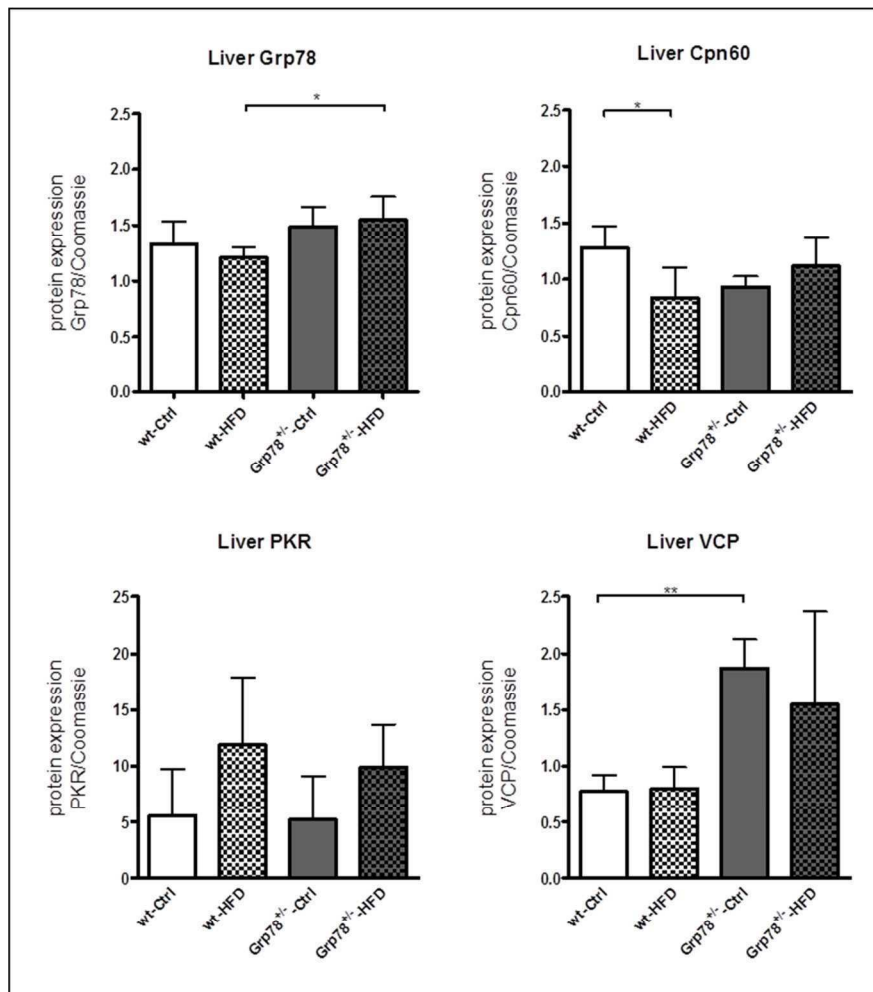 Liver Grp78
*
protein expression
Grp78/Coomassie
2.5
2.0
1.5
1.0
0.5
0.0
wt-Ctrl
wt-HFD
Grp78+/- -Ctrl
Grp78+/- -HFD
Liver Cpn60
*
protein expression
Cpn60/Coomassie
2.5
2.0
1.5
1.0
0.5
0.0
wt-Ctrl
wt-HFD
Grp78+/- -Ctrl
Grp78+/- -HFD
Liver PKR
protein expression
PKR/Coomassie
25
20
15
10
5
0
wt-Ctrl
wt-HFD
Grp78+/- -Ctrl
Grp78+/- -HFD
Liver VCP
**
protein expression
VCP/Coomassie
2.5
2.0
1.5
1.0
0.5
0.0
wt-Ctrl
wt-HFD
Grp78+/- -Ctrl
Grp78+/- -HFD